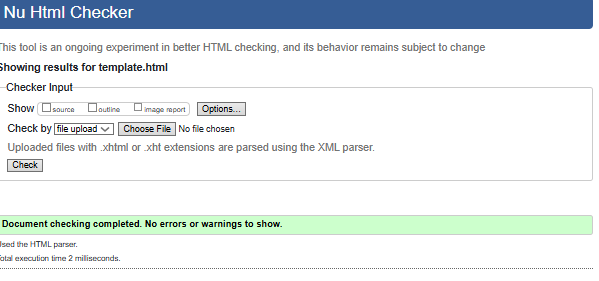 Nu Html Checker
This tool is an ongoing experiment in better HTML checking, and its behavior remains subject to change
Showing results for template.html
Checker Input
Show source outline image report Options...
Check by file upload Choose File No file chosen
Uploaded files with .xhtml or .xht extensions are parsed using the XML parser.
Check
Document checking completed. No errors or warnings to show.
Used the HTML parser.
Total execution time 2 milliseconds.